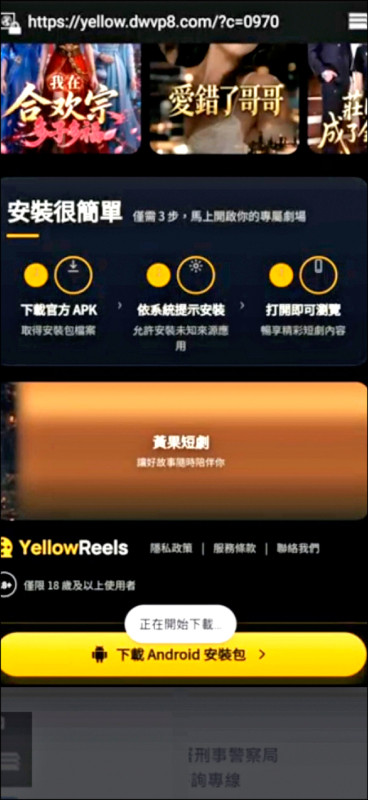 https://yellow.dwvp8.com/?c=0970
我在
合欢宗
多子多福
愛錯了哥哥
莊
成了
安裝很簡單 僅需 3 步，馬上開啟你的專屬劇場
下載官方 APK
取得安裝包檔案
›
依系統提示安裝
允許安裝未知來源應
用
›
打開即可瀏覽
暢享精彩短劇內容
黃果短劇
讓好故事隨時陪伴你
YellowReels 隱私政策 | 服務條款 | 聯絡我們
8+ 僅限 18 歲及以上使用者
正在開始下載...
下載 Android 安裝包 ›
刑事警察局
詢專線